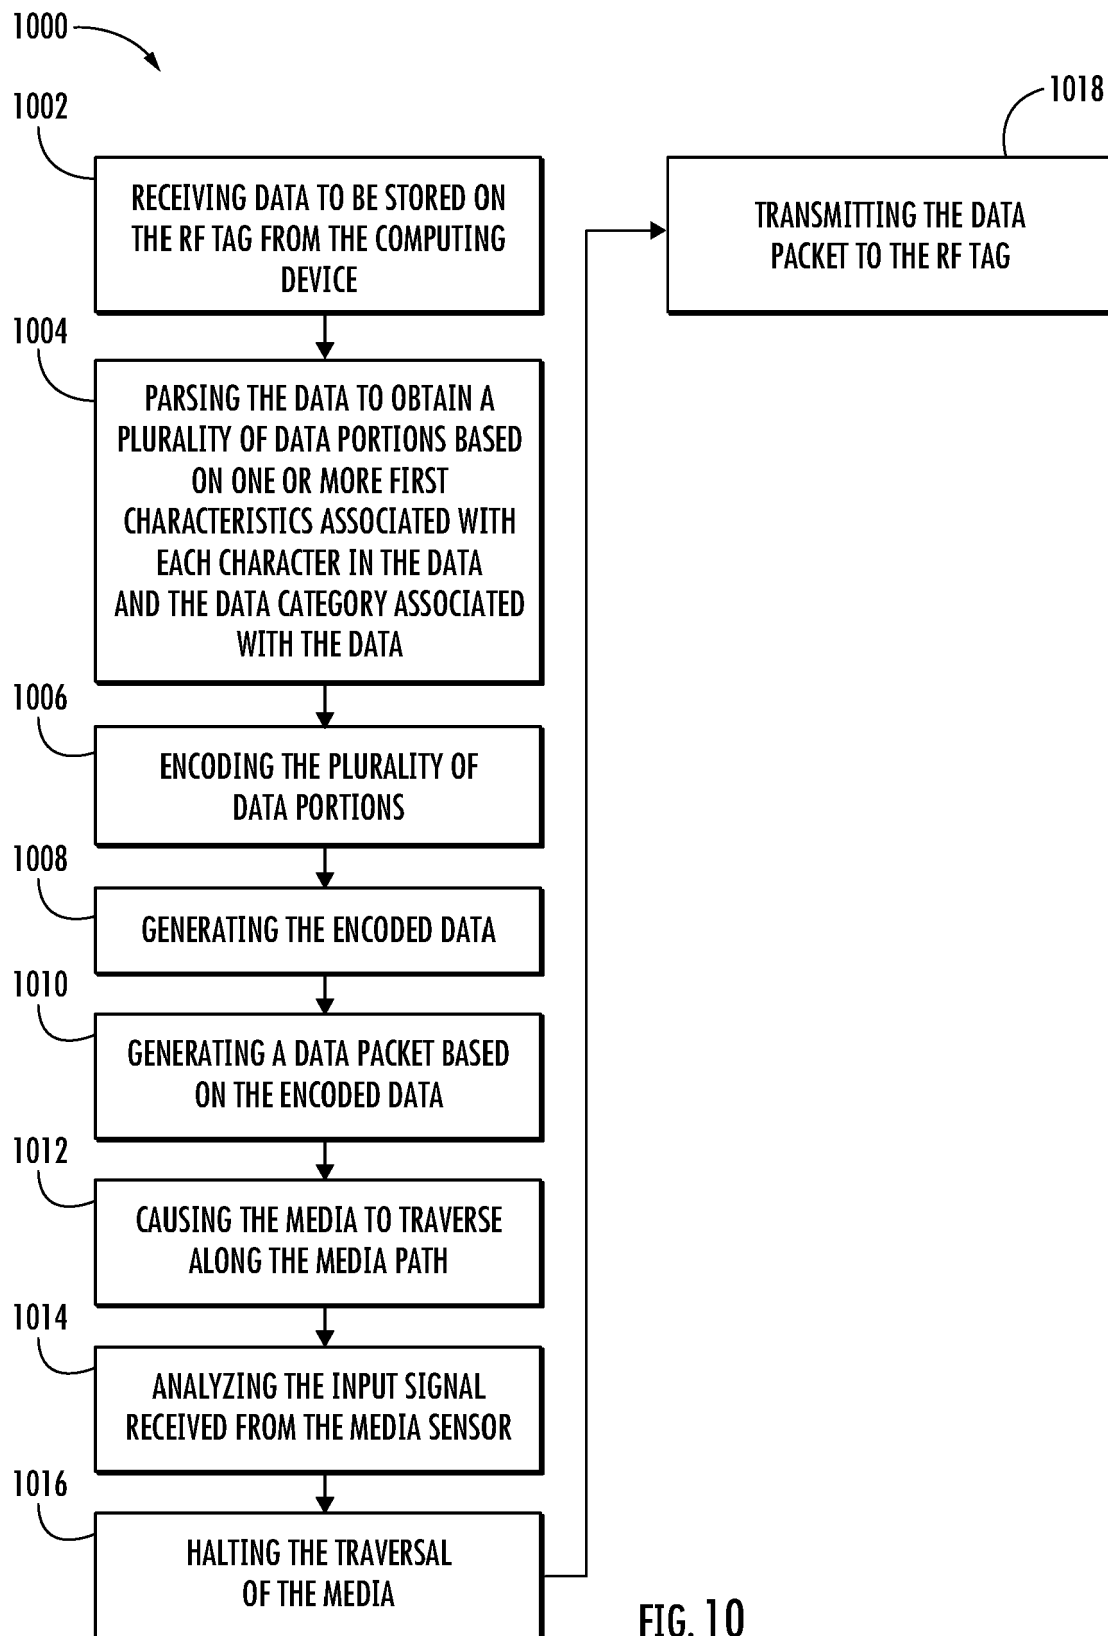 1000
1002
RECEIVING DATA TO BE STORED ON
THE RF TAG FROM THE COMPUTING
DEVICE
1004
PARSING THE DATA TO OBTAIN A
PLURALITY OF DATA PORTIONS BASED
ON ONE OR MORE FIRST
CHARACTERISTICS ASSOCIATED WITH
EACH CHARACTER IN THE DATA
AND THE DATA CATEGORY ASSOCIATED
WITH THE DATA
1006
ENCODING THE PLURALITY OF
DATA PORTIONS
1008
GENERATING THE ENCODED DATA
1010
GENERATING A DATA PACKET BASED
ON THE ENCODED DATA
1012
CAUSING THE MEDIA TO TRAVERSE
ALONG THE MEDIA PATH
1014
ANALYZING THE INPUT SIGNAL
RECEIVED FROM THE MEDIA SENSOR
1016
HALTING THE TRAVERSAL
OF THE MEDIA
1018
TRANSMITTING THE DATA
PACKET TO THE RF TAG
FIG. 10